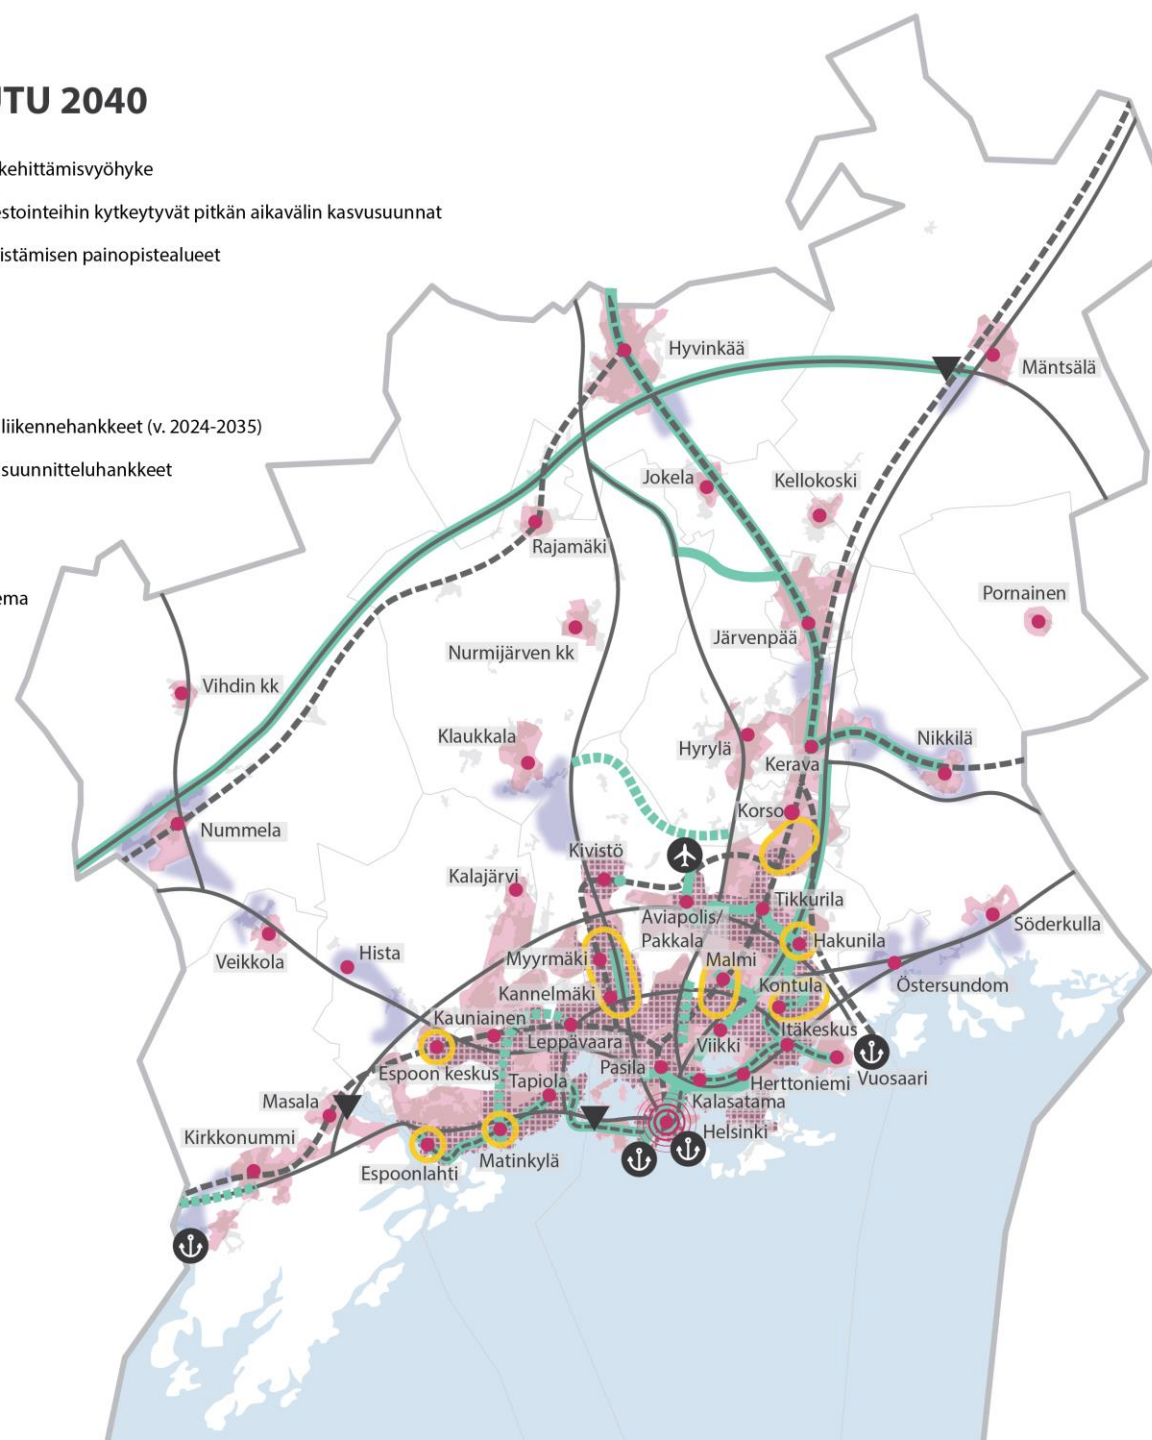 UTU 2040
kehittämisvyöhyke
estointeihin kytkeytyvät pitkän aikavälin kasvusuunnat
istämisen painopistealueet
liikennehankkeet (v. 2024-2035)
suunnitteluhankkeet
ema
Hyvinkää
Mäntsälä
Jokela
Kellokoski
Rajamäki
Pornainen
Järvenpää
Nurmijärven kk
Vihdin kk
Klaukkala
Hyrylä
Nikkilä
Kerava
Korso
Nummela
Kivistö
Kalajärvi
Tikkurila
Aviapolis/
Pakkala
Söderkulla
Hakunila
Veikkola
Hista
Myyrmäki
Malmi
Östersundom
Kontula
Kannelmäki
Kauniainen
Itäkeskus
Leppävaara
Viikki
Pasila
Espoon keskus
Tapiola
Herttoniemi
Vuosaari
Masala
Kalasatama
Kirkkonummi
Helsinki
Matinkylä
Espoonlahti